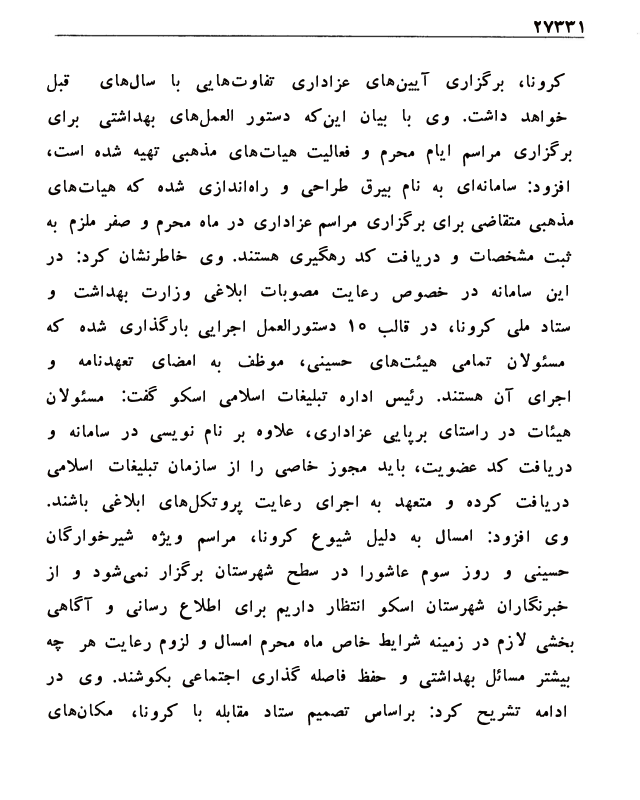 ۲۷۳۳۱
کرونا، برگزاری آیین‌های عزاداری تفاوت‌هایی با سال‌های قبل
خواهد داشت. وی با بیان این‌که دستور العمل‌های بهداشتی برای
برگزاری مراسم ایام محرم و فعالیت هیات‌های مذهبی تهیه شده است،
افزود: سامانه‌ای به نام بیرق طراحی و راه‌اندازی شده که هیات‌های
مذهبی متقاضی برای برگزاری مراسم عزاداری در ماه محرم و صفر ملزم به
ثبت مشخصات و دریافت کد رهگیری هستند. وی خاطرنشان کرد: در
این سامانه در خصوص رعایت مصوبات ابلاغی وزارت بهداشت و
ستاد ملی کرونا، در قالب ۱۵ دستورالعمل اجرایی بارگذاری شده که
مسئولان تمامی هیئت‌های حسینی، موظف به امضای تعهدنامه و
اجرای آن هستند. رئیس اداره تبلیغات اسلامی اسکو گفت: مسئولان
هیئات در راستای برپایی عزاداری، علاوه بر نام نویسی در سامانه و
دریافت کد عضویت، باید مجوز خاصی را از سازمان تبلیغات اسلامی
دریافت کرده و متعهد به اجرای رعایت پروتکل‌های ابلاغی باشند.
وی افزود: امسال به دلیل شیوع کرونا، مراسم ویژه شیرخوارگان
حسینی و روز سوم عاشورا در سطح شهرستان برگزار نمی‌شود و از
خبرنگاران شهرستان اسکو انتظار داریم برای اطلاع رسانی و آگاهی
بخشی لازم در زمینه شرایط خاص ماه محرم امسال و لزوم رعایت هر چه
بیشتر مسائل بهداشتی و حفظ فاصله گذاری اجتماعی بکوشند. وی در
ادامه تشریح کرد: براساس تصمیم ستاد مقابله با کرونا، مکان‌های